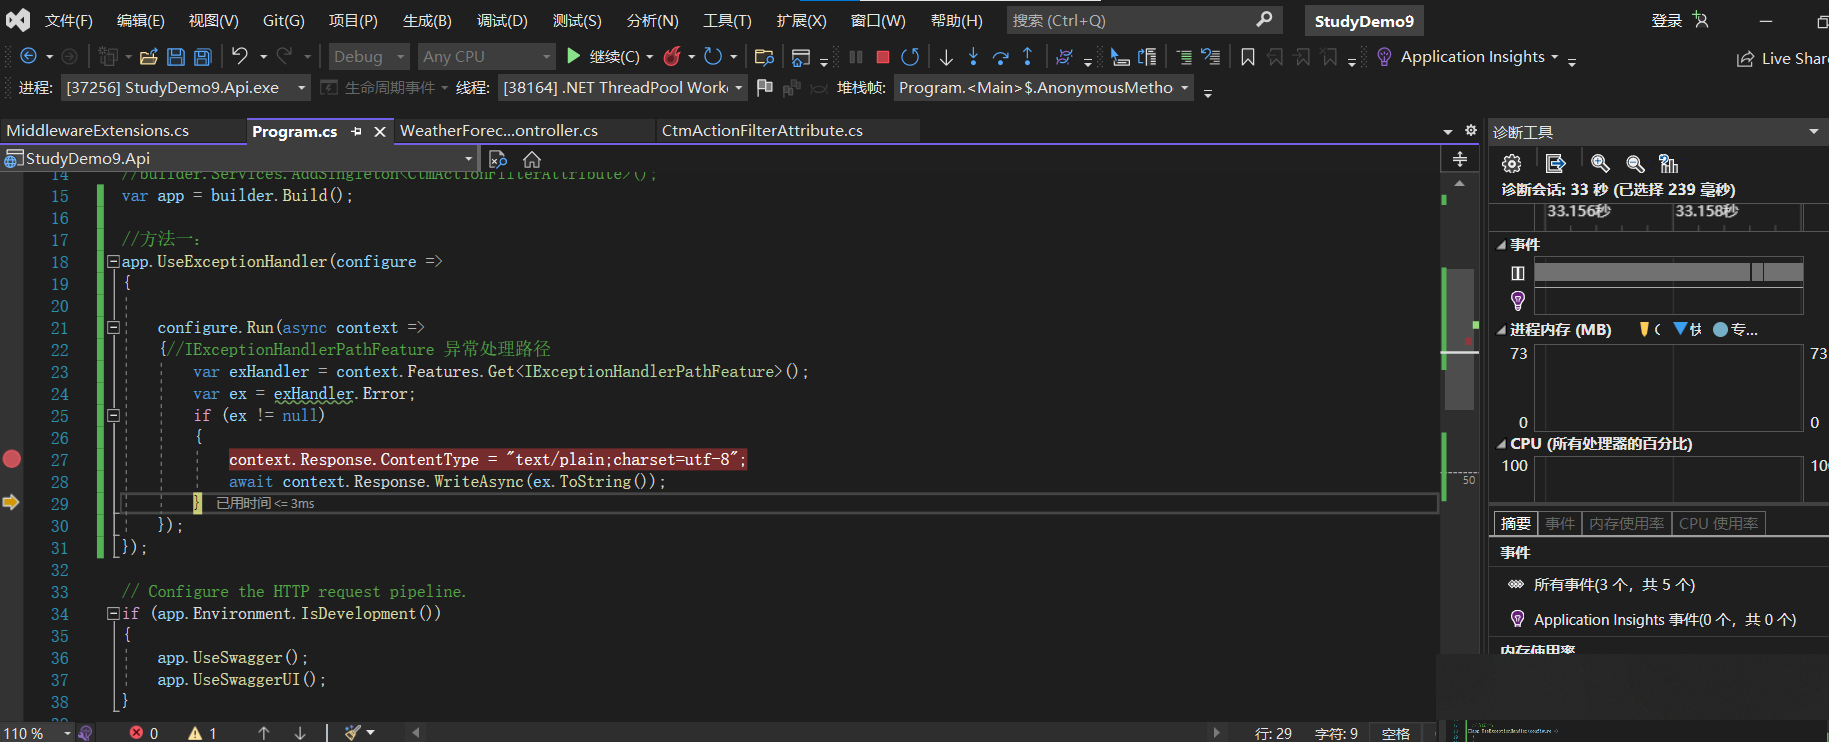 文件(F) 编辑(E) 视图(V) Git(G) 项目(P) 生成(B) 调试(D) 测试(S) 分析(N) 工具(T) 扩展(X) 窗口(W) 帮助(H) 搜索 (Ctrl+Q) StudyDemo9 登录
Debug Any CPU 继续(C) Application Insights Live Share
进程: [37256] StudyDemo9.Api.exe 生命周期事件 线程: [38164] .NET ThreadPool Work 堆栈帧: Program.<Main>$.AnonymousMetho
MiddlewareExtensions.cs Program.cs WeatherForec...ontroller.cs CtmActionFilterAttribute.cs
StudyDemo9.Api
14 //builder.Services.AddSingleton<CtmActionFilterAttribute>();
15 var app = builder.Build();
16
17 //方法一:
18 app.UseExceptionHandler(configure =>
19 {
20
21 configure.Run(async context =>
22 {//IExceptionHandlerPathFeature 异常处理路径
23 var exHandler = context.Features.Get<IExceptionHandlerPathFeature>();
24 var ex = exHandler.Error;
25 if (ex != null)
26 {
27 context.Response.ContentType = "text/plain;charset=utf-8";
28 await context.Response.WriteAsync(ex.ToString());
29 } 已用时间 <= 3ms
30 });
31 });
32
33 // Configure the HTTP request pipeline.
34 if (app.Environment.IsDevelopment())
35 {
36 app.UseSwagger();
37 app.UseSwaggerUI();
38 }
110 % 0 1 行: 29 字符: 9 空格
50
诊断工具
诊断会话: 33 秒 (已选择 239 毫秒)
33.156秒 33.158秒
事件
进程内存 (MB) 快 专...
73 73
0 0
CPU (所有处理器的百分比)
100 10
摘要 事件 内存使用率 CPU 使用率
事件
所有事件(3 个，共 5 个)
Application Insights 事件(0 个，共 0 个)
内存使用率